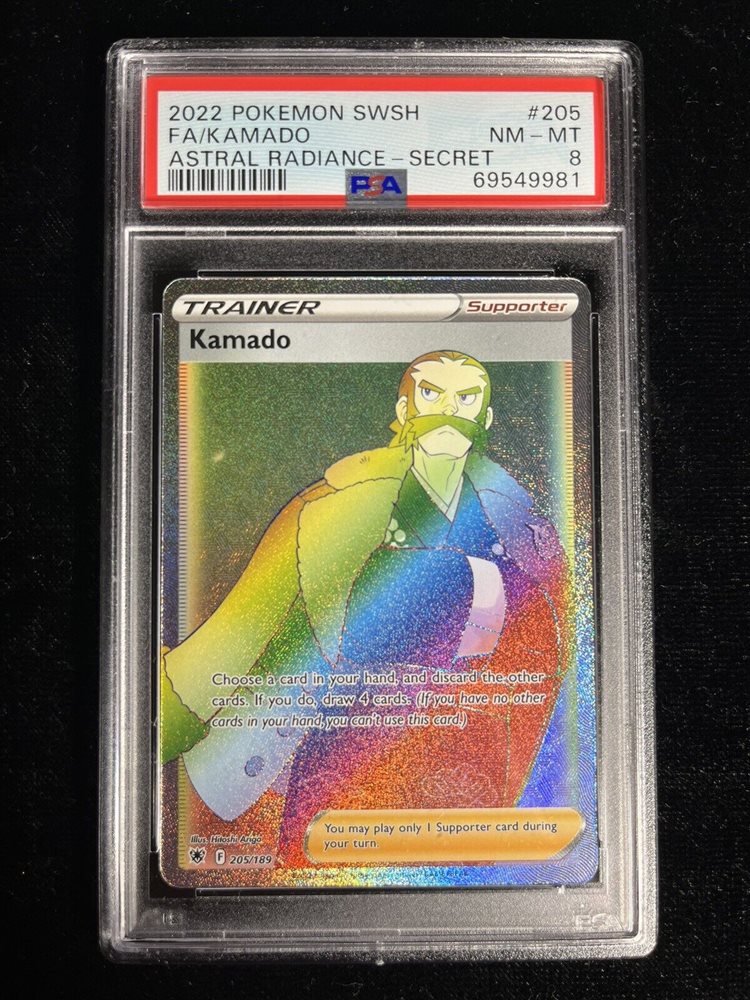 2022 POKEMON SWSH #205
FA/KAMADO NM-MT
ASTRAL RADIANCE-SECRET 8
PSA 69549981
TRAINER Supporter
Kamado
Choose a card in your hand, and discard the other
cards. If you do, draw 4 cards. (If you have no other
cards in your hand, you can't use this card.)
You may play only 1 Supporter card during
your turn.
Illus. Hitoshi Ariga
F 205/189
PSA